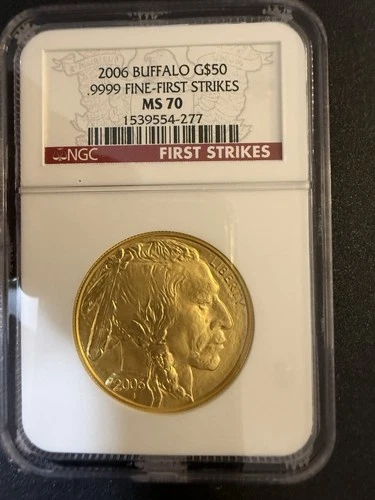 2006 BUFFALO G$50
.9999 FINE-FIRST STRIKES
MS 70
1539554-277
NGC FIRST STRIKES
LIBERTY
2006
F